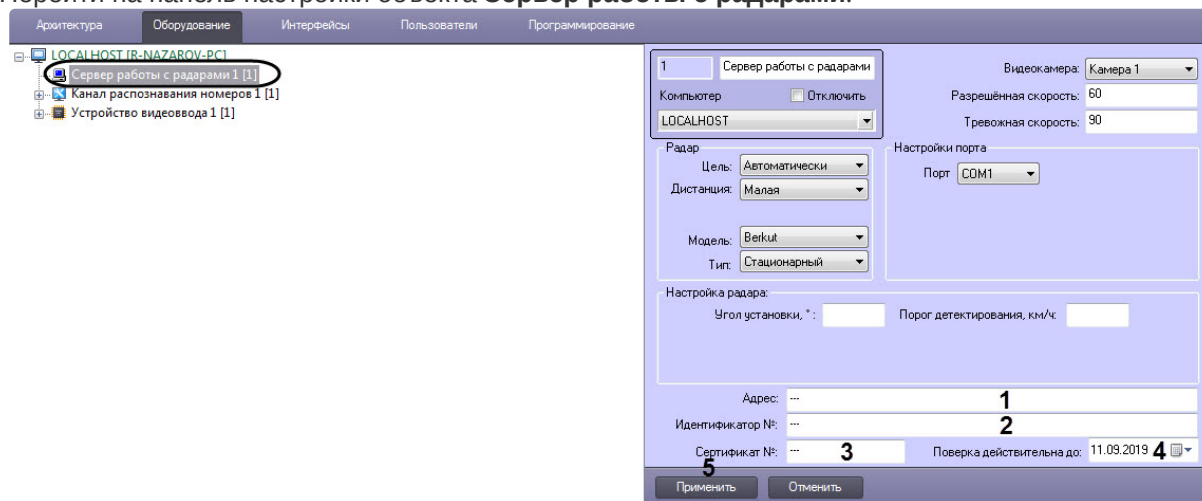 Перейти на панель настройки объекта Сервер работы с радарами.
Архитектура Оборудование Интерфейсы Пользователи Программирование
LOCALHOST [R-NAZAROV-PC]
Сервер работы с радарами 1 [1]
Канал распознавания номеров 1 [1]
Устройство видеоввода 1 [1]
1 Сервер работы с радарами
Компьютер Отключить
LOCALHOST
Видеокамера: Камера 1
Разрешённая скорость: 60
Тревожная скорость: 90
Радар
Цель: Автоматически
Дистанция: Малая
Модель: Berkut
Тип: Стационарный
Настройки порта
Порт COM1
Настройка радара:
Угол установки, ° : Порог детектирования, км/ч:
Адрес: --- 1
Идентификатор №: --- 2
Сертификат №: --- 3 Поверка действительна до: 11.09.2019 4
5
Применить Отменить